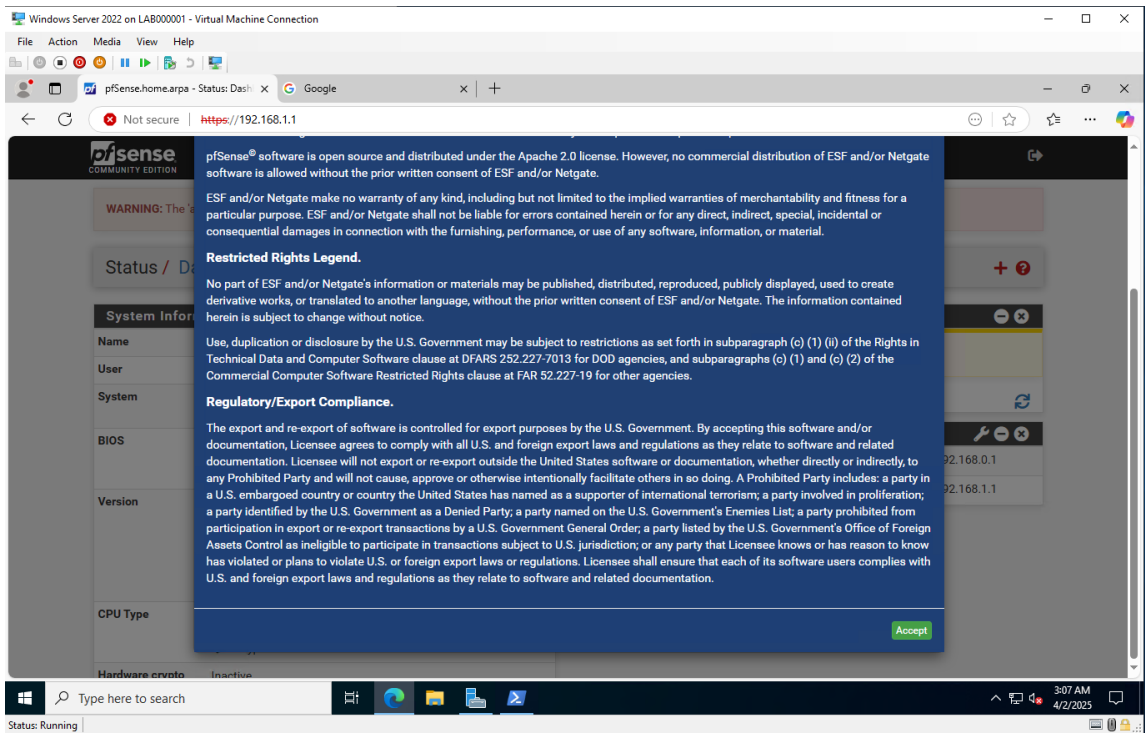 Windows Server 2022 on LAB000001 - Virtual Machine Connection
File Action Media View Help
pfSense.home.arpa - Status: Dash
Google
Not secure https://192.168.1.1
pfSense® software is open source and distributed under the Apache 2.0 license. However, no commercial distribution of ESF and/or Netgate
software is allowed without the prior written consent of ESF and/or Netgate.
ESF and/or Netgate make no warranty of any kind, including but not limited to the implied warranties of merchantability and fitness for a
particular purpose. ESF and/or Netgate shall not be liable for errors contained herein or for any direct, indirect, special, incidental or
consequential damages in connection with the furnishing, performance, or use of any software, information, or material.
Restricted Rights Legend.
No part of ESF and/or Netgate's information or materials may be published, distributed, reproduced, publicly displayed, used to create
derivative works, or translated to another language, without the prior written consent of ESF and/or Netgate. The information contained
herein is subject to change without notice.
Use, duplication or disclosure by the U.S. Government may be subject to restrictions as set forth in subparagraph (c) (1) (ii) of the Rights in
Technical Data and Computer Software clause at DFARS 252.227-7013 for DOD agencies, and subparagraphs (c) (1) and (c) (2) of the
Commercial Computer Software Restricted Rights clause at FAR 52.227-19 for other agencies.
Regulatory/Export Compliance.
The export and re-export of software is controlled for export purposes by the U.S. Government. By accepting this software and/or
documentation, Licensee agrees to comply with all U.S. and foreign export laws and regulations as they relate to software and related
documentation. Licensee will not export or re-export outside the United States software or documentation, whether directly or indirectly, to
any Prohibited Party and will not cause, approve or otherwise intentionally facilitate others in so doing. A Prohibited Party includes: a party in
a U.S. embargoed country or country the United States has named as a supporter of international terrorism; a party involved in proliferation;
a party identified by the U.S. Government as a Denied Party; a party named on the U.S. Government's Enemies List; a party prohibited from
participation in export or re-export transactions by a U.S. Government General Order; a party listed by the U.S. Government's Office of Foreign
Assets Control as ineligible to participate in transactions subject to U.S. jurisdiction; or any party that Licensee knows or has reason to know
has violated or plans to violate U.S. or foreign export laws or regulations. Licensee shall ensure that each of its software users complies with
U.S. and foreign export laws and regulations as they relate to software and related documentation.
Accept
pfsense
COMMUNITY EDITION
WARNING: The 'a
Status / Da
System Infor
Name
User
System
BIOS
Version
CPU Type
Hardware crypto Inactive
92.168.0.1
92.168.1.1
Type here to search
3:07 AM
4/2/2025
Status: Running